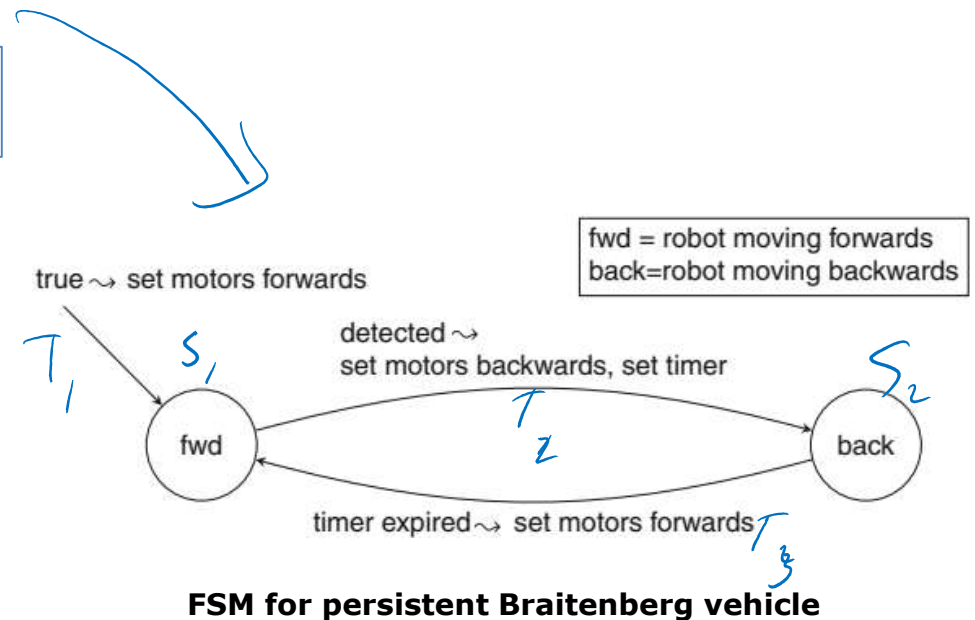 fwd = robot moving forwards
back=robot moving backwards
true ⤳ set motors forwards
T1
S1
detected ⤳
set motors backwards, set timer
S2
T2
fwd
back
timer expired ⤳ set motors forwards
T3
FSM for persistent Braitenberg vehicle